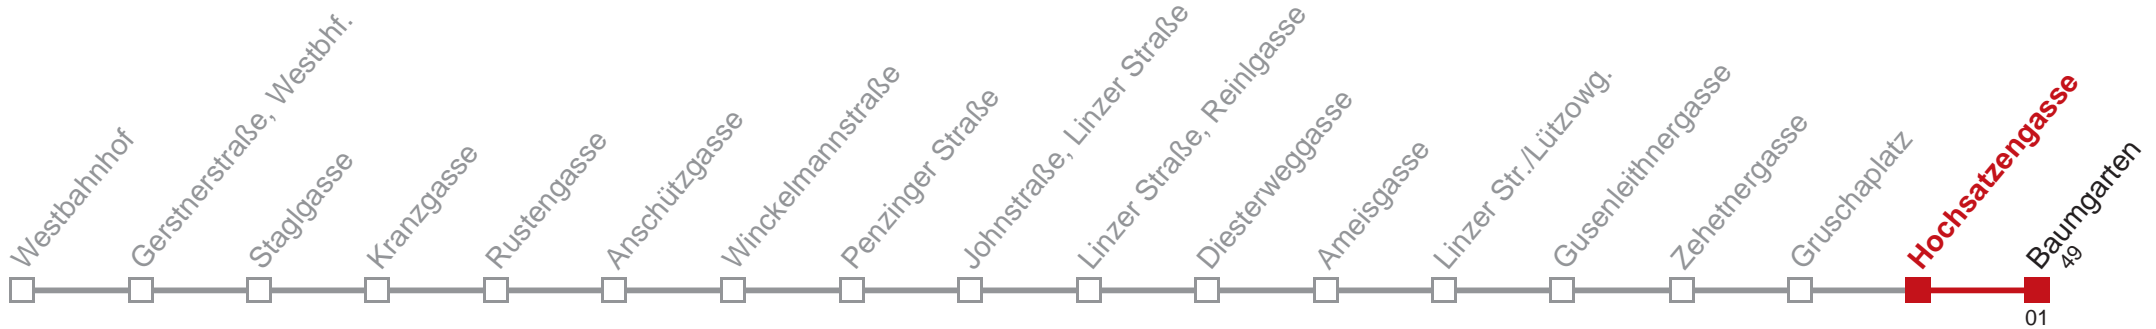 Westbahnhof
Gerstnerstraße, Westbhf.
Staglgasse
Kranzgasse
Rustengasse
Anschützgasse
Winckelmannstraße
Penzinger Straße
Johnstraße, Linzer Straße
Linzer Straße, Reinlgasse
Diesterweggasse
Ameisgasse
Linzer Str./Lützowg.
Gusenleithnergasse
Zehetnergasse
Gruschaplatz
Hochsatzengasse
Baumgarten
49
01